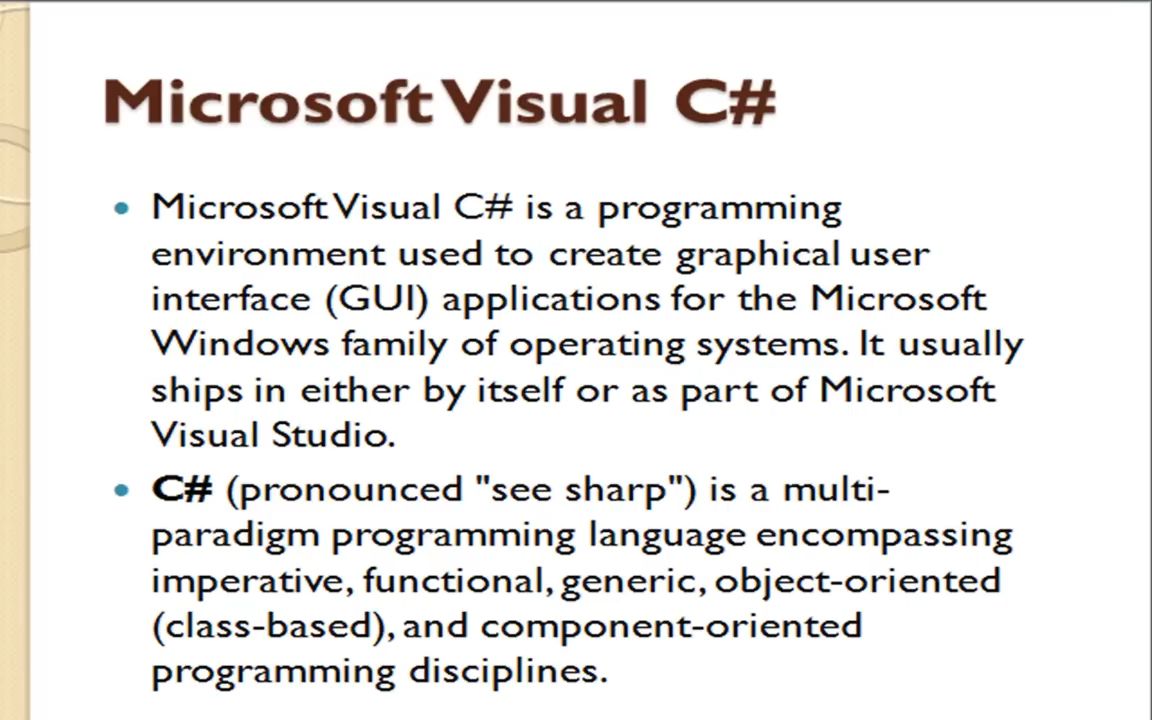 Microsoft Visual C#
• Microsoft Visual C# is a programming
environment used to create graphical user
interface (GUI) applications for the Microsoft
Windows family of operating systems. It usually
ships in either by itself or as part of Microsoft
Visual Studio.
• C# (pronounced "see sharp") is a multi-
paradigm programming language encompassing
imperative, functional, generic, object-oriented
(class-based), and component-oriented
programming disciplines.